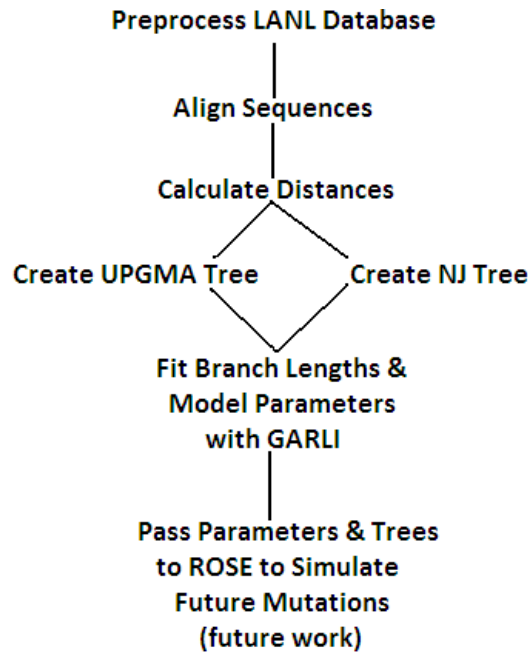 Preprocess LANL Database
Align Sequences
Calculate Distances
Create UPGMA Tree
Create NJ Tree
Fit Branch Lengths &
Model Parameters
with GARLI
Pass Parameters & Trees
to ROSE to Simulate
Future Mutations
(future work)